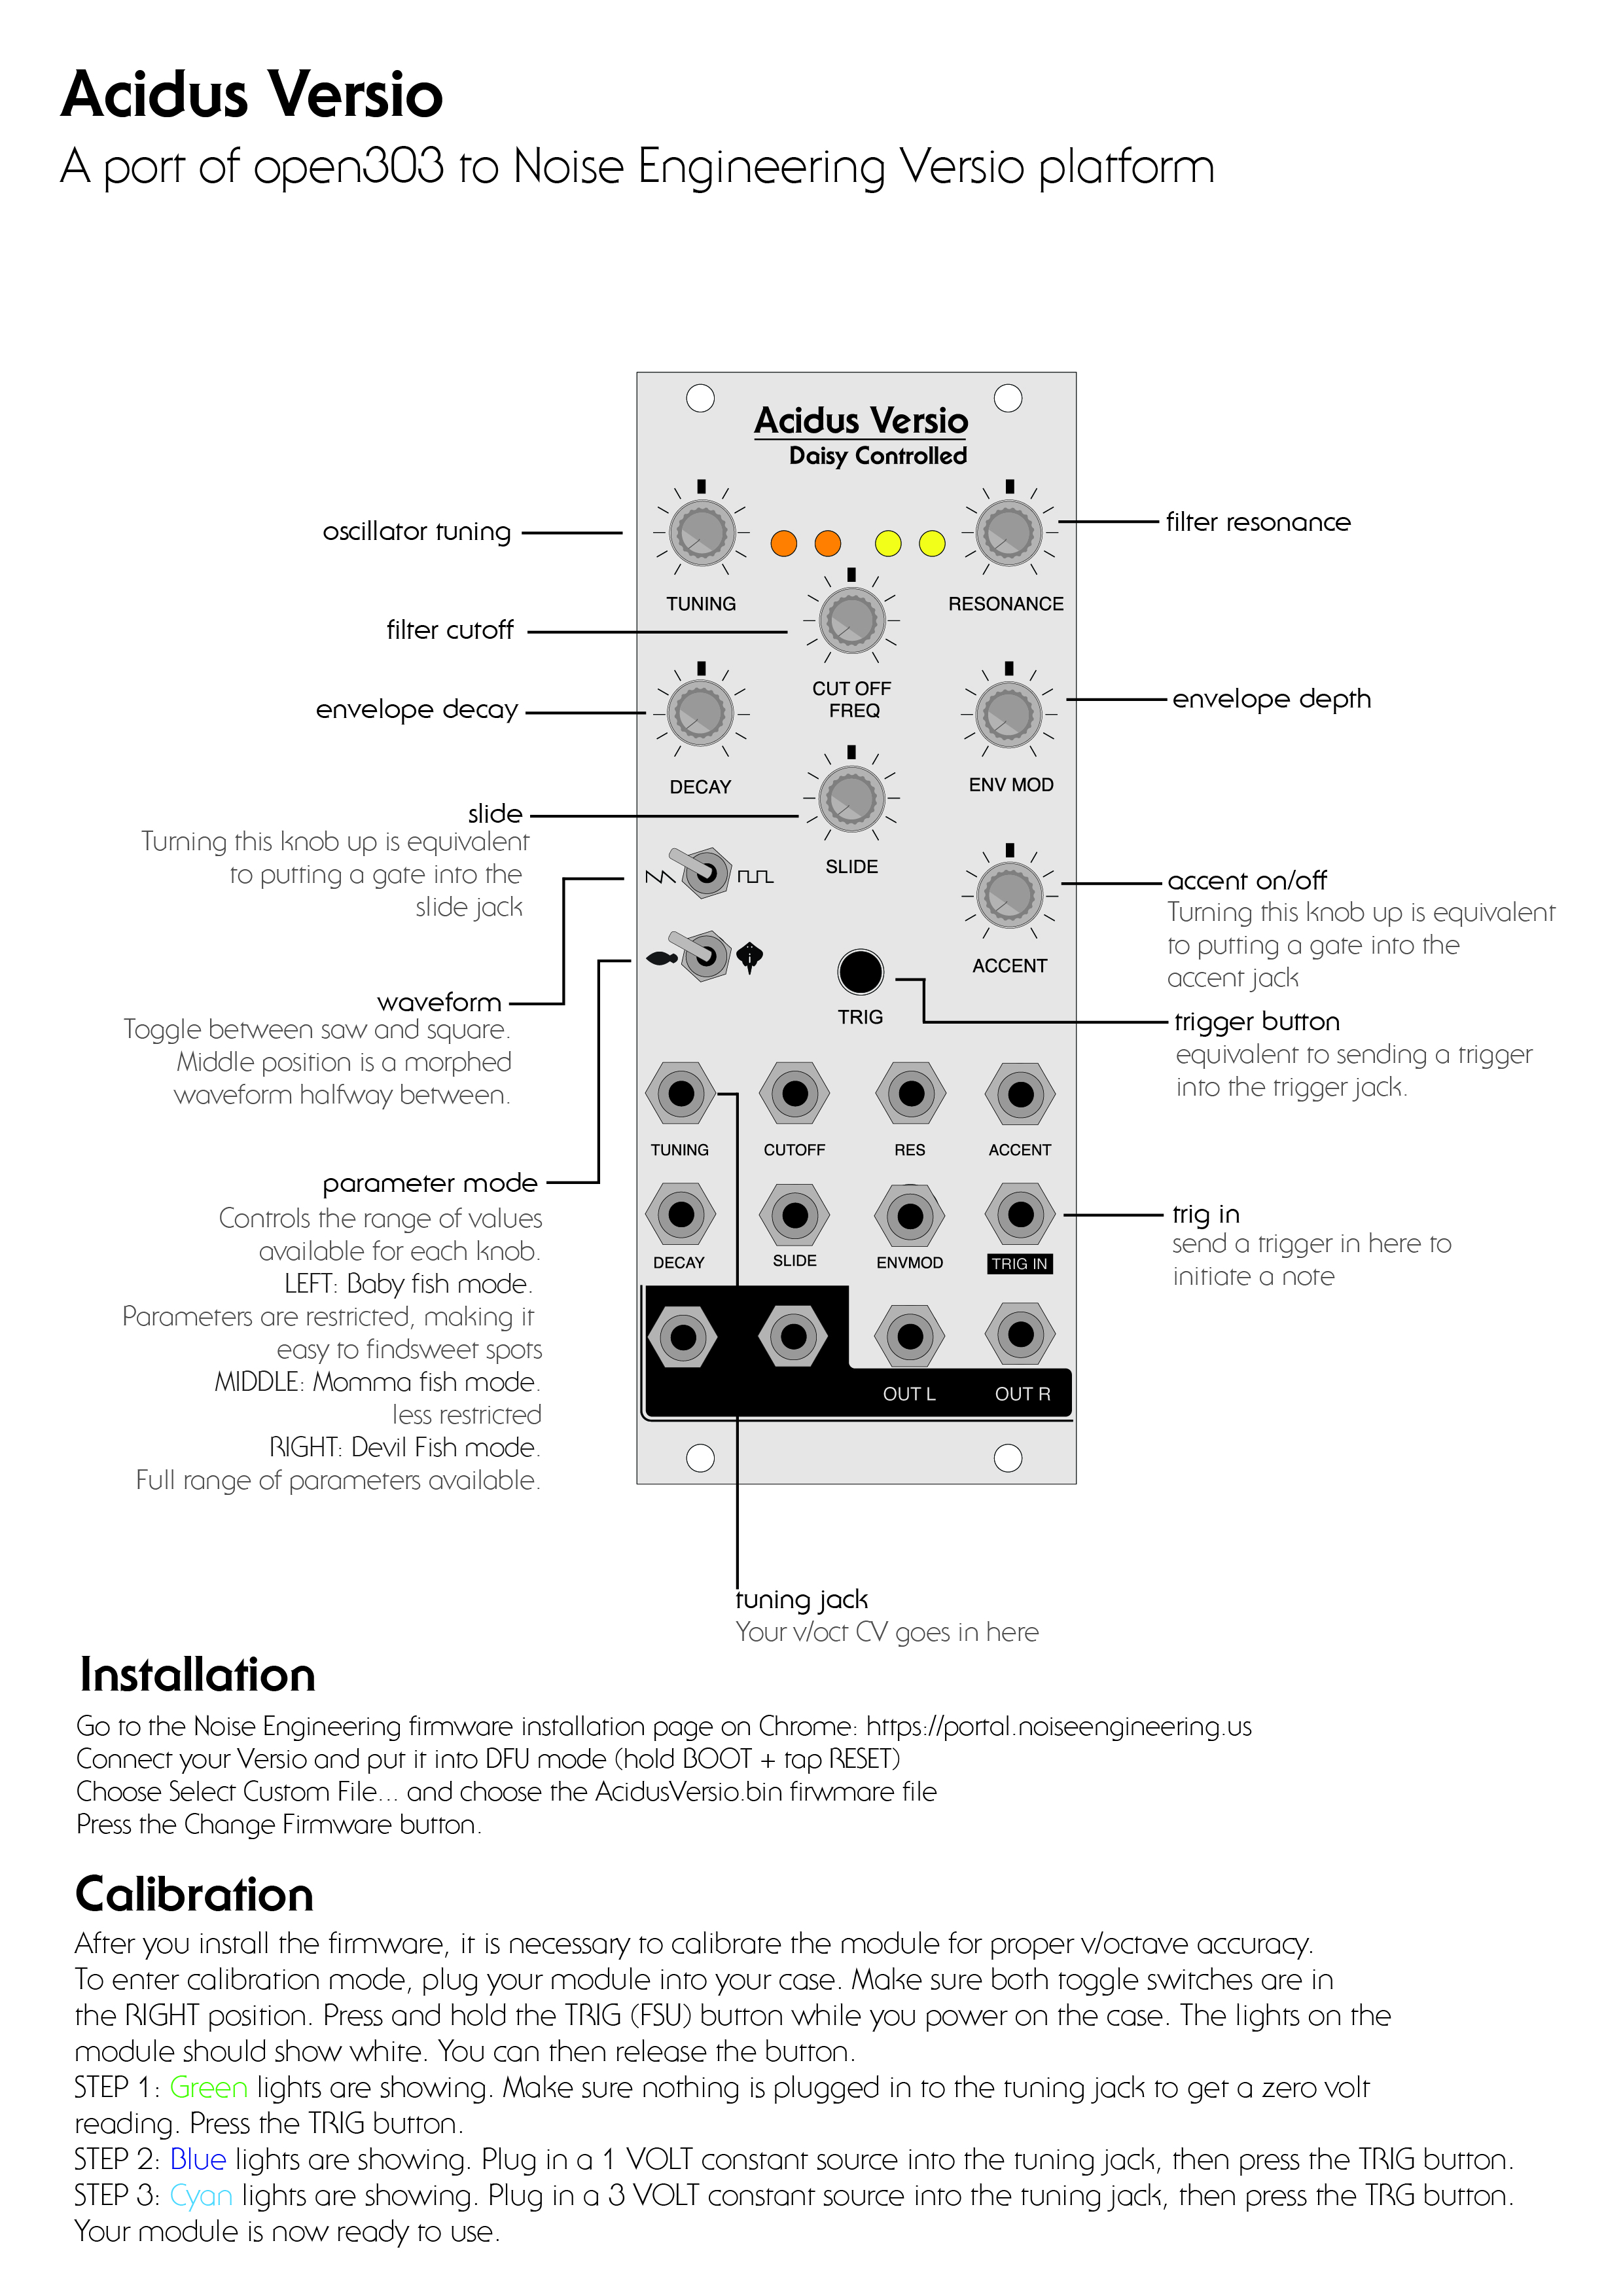 Acidus Versio
A port of open303 to Noise Engineering Versio platform
Acidus Versio
Daisy Controlled
oscillator tuning
filter resonance
TUNING
RESONANCE
filter cutoff
CUT OFF
FREQ
envelope decay
envelope depth
DECAY
ENV MOD
slide
Turning this knob up is equivalent
to putting a gate into the
slide jack
SLIDE
accent on/off
Turning this knob up is equivalent
to putting a gate into the
accent jack
ACCENT
waveform
Toggle between saw and square.
Middle position is a morphed
waveform halfway between.
TRIG
trigger button
equivalent to sending a trigger
into the trigger jack.
TUNING
CUTOFF
RES
ACCENT
parameter mode
Controls the range of values
available for each knob.
LEFT: Baby fish mode.
Parameters are restricted, making it
easy to findsweet spots
MIDDLE: Momma fish mode.
less restricted
RIGHT: Devil Fish mode.
Full range of parameters available.
trig in
send a trigger in here to
initiate a note
DECAY
SLIDE
ENVMOD
TRIG IN
OUT L
OUT R
tuning jack
Your v/oct CV goes in here
Installation
Go to the Noise Engineering firmware installation page on Chrome: https://portal.noiseengineering.us
Connect your Versio and put it into DFU mode (hold BOOT + tap RESET)
Choose Select Custom File... and choose the AcidusVersio.bin firwmare file
Press the Change Firmware button.
Calibration
After you install the firmware, it is necessary to calibrate the module for proper v/octave accuracy.
To enter calibration mode, plug your module into your case. Make sure both toggle switches are in
the RIGHT position. Press and hold the TRIG (FSU) button while you power on the case. The lights on the
module should show white. You can then release the button.
STEP 1: Green lights are showing. Make sure nothing is plugged in to the tuning jack to get a zero volt
reading. Press the TRIG button.
STEP 2: Blue lights are showing. Plug in a 1 VOLT constant source into the tuning jack, then press the TRIG button.
STEP 3: Cyan lights are showing. Plug in a 3 VOLT constant source into the tuning jack, then press the TRG button.
Your module is now ready to use.